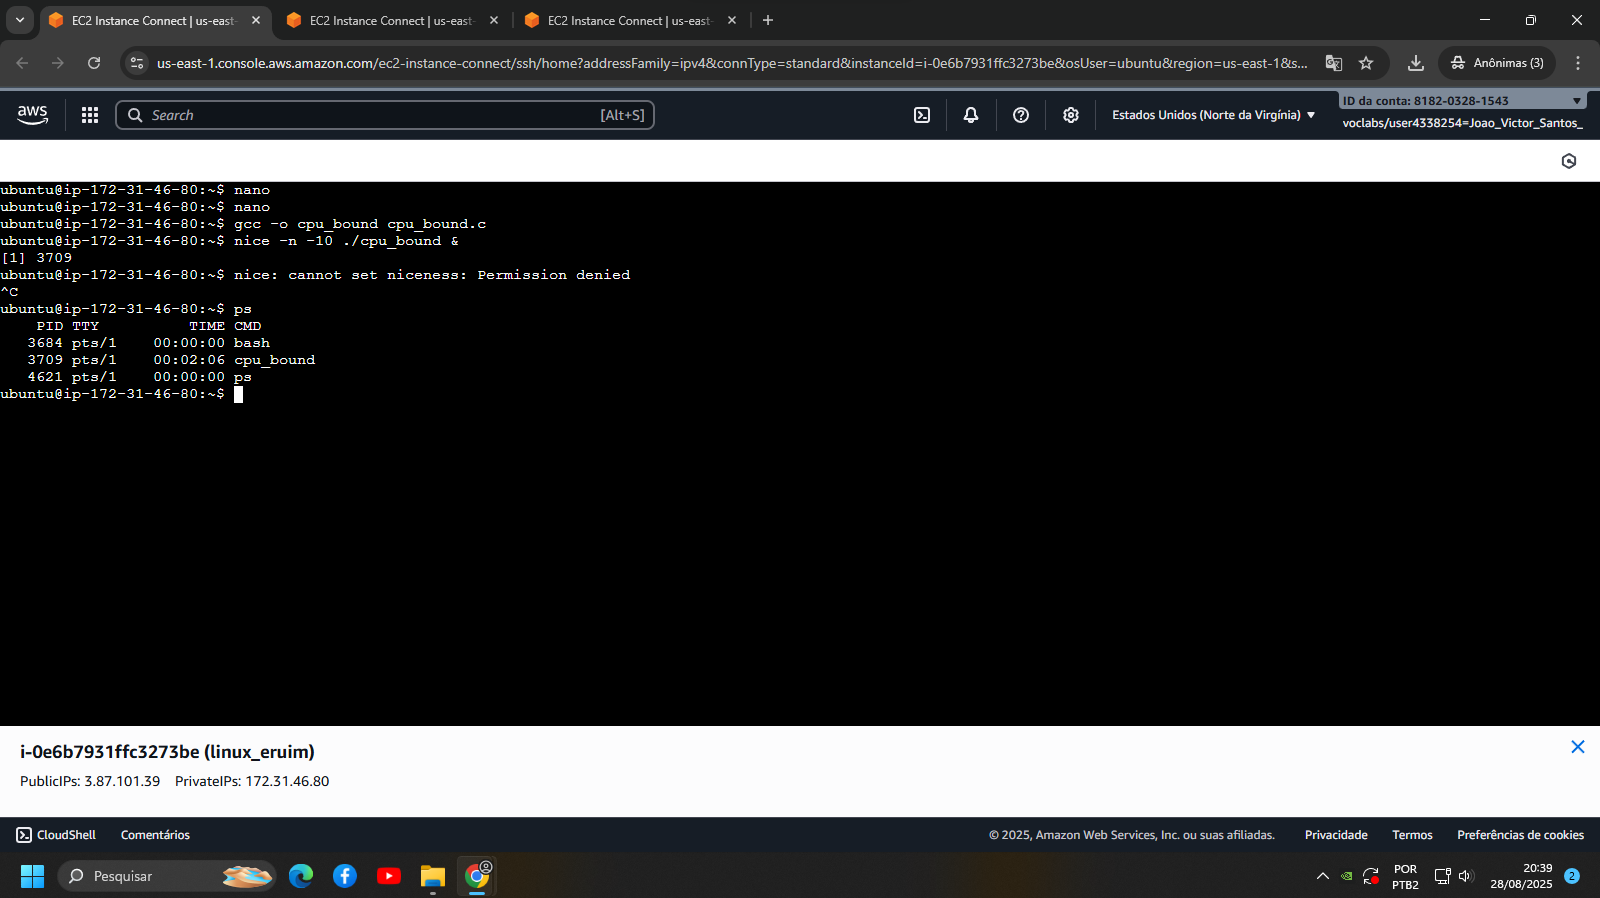 EC2 Instance Connect | us-east-
EC2 Instance Connect | us-east-
EC2 Instance Connect | us-east-
us-east-1.console.aws.amazon.com/ec2-instance-connect/ssh/home?addressFamily=ipv4&connType=standard&instanceId=i-0e6b7931ffc3273be&osUser=ubuntu&region=us-east-1&s...
Anônimas (3)
aws
Search
[Alt+S]
Estados Unidos (Norte da Virgínia)
ID da conta: 8182-0328-1543
voclabs/user4338254=Joao_Victor_Santos_
ubuntu@ip-172-31-46-80:~$ nano
ubuntu@ip-172-31-46-80:~$ nano
ubuntu@ip-172-31-46-80:~$ gcc -o cpu_bound cpu_bound.c
ubuntu@ip-172-31-46-80:~$ nice -n -10 ./cpu_bound &
[1] 3709
ubuntu@ip-172-31-46-80:~$ nice: cannot set niceness: Permission denied
^C
ubuntu@ip-172-31-46-80:~$ ps
    PID TTY          TIME CMD
   3684 pts/1    00:00:00 bash
   3709 pts/1    00:02:06 cpu_bound
   4621 pts/1    00:00:00 ps
ubuntu@ip-172-31-46-80:~$
i-0e6b7931ffc3273be (linux_eruim)
PublicIPs: 3.87.101.39 PrivateIPs: 172.31.46.80
CloudShell Comentários © 2025, Amazon Web Services, Inc. ou suas afiliadas. Privacidade Termos Preferências de cookies
Pesquisar
POR
PTB2
20:39
28/08/2025
2